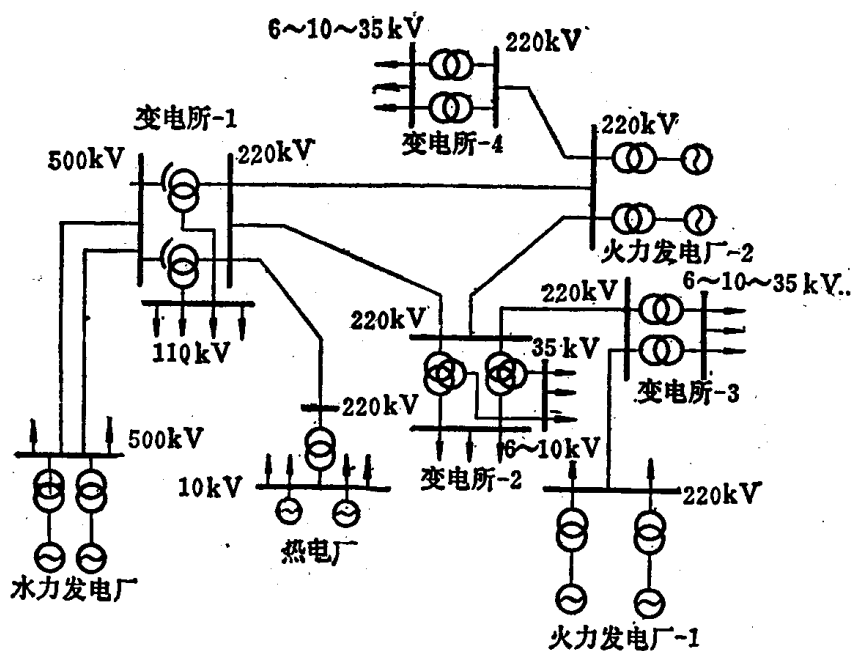 6～10～35kV
220kV
变电所-1
变电所-4
220kV
500kV
220kV
火力发电厂-2
6～10～35kV..
220kV
220kV
35kV
110kV
变电所-3
220kV
500kV
6～10kV
变电所-2
10kV
220kV
热电厂
水力发电厂
火力发电厂-1